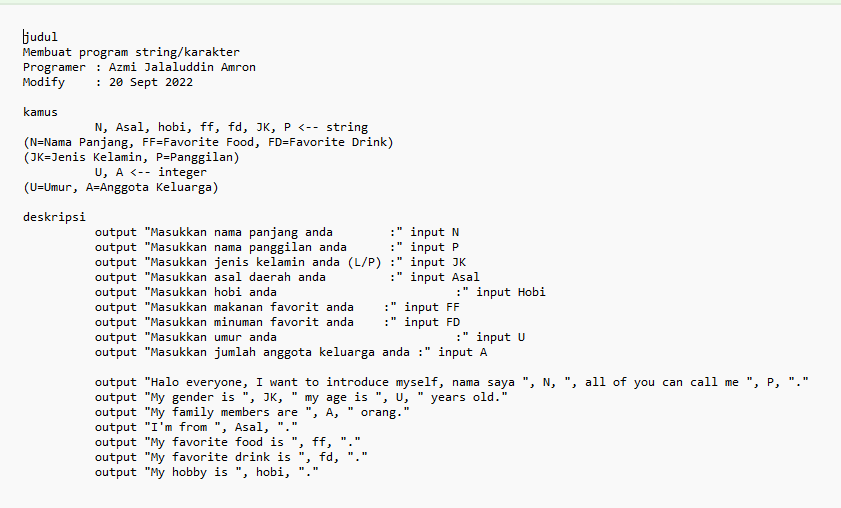 judul
Membuat program string/karakter
Programer : Azmi Jalaluddin Amron
Modify    : 20 Sept 2022

kamus
          N, Asal, hobi, ff, fd, JK, P <-- string
(N=Nama Panjang, FF=Favorite Food, FD=Favorite Drink)
(JK=Jenis Kelamin, P=Panggilan)
          U, A <-- integer
(U=Umur, A=Anggota Keluarga)

deskripsi
          output "Masukkan nama panjang anda        :" input N
          output "Masukkan nama panggilan anda      :" input P
          output "Masukkan jenis kelamin anda (L/P) :" input JK
          output "Masukkan asal daerah anda         :" input Asal
          output "Masukkan hobi anda                         :" input Hobi
          output "Masukkan makanan favorit anda    :" input FF
          output "Masukkan minuman favorit anda    :" input FD
          output "Masukkan umur anda                         :" input U
          output "Masukkan jumlah anggota keluarga anda :" input A

          output "Halo everyone, I want to introduce myself, nama saya ", N, ", all of you can call me ", P, "."
          output "My gender is ", JK, " my age is ", U, " years old."
          output "My family members are ", A, " orang."
          output "I'm from ", Asal, "."
          output "My favorite food is ", ff, "."
          output "My favorite drink is ", fd, "."
          output "My hobby is ", hobi, "."